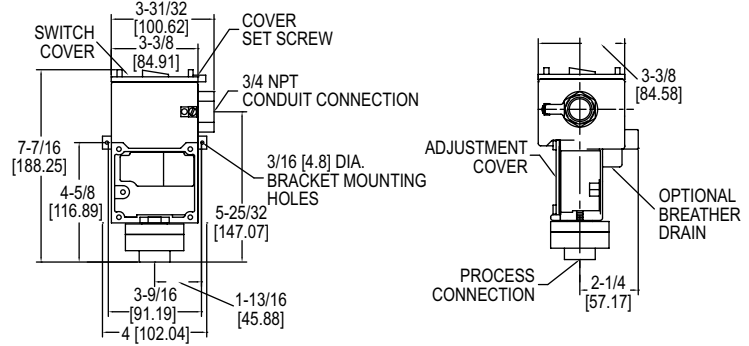 3-31/32
[100.62]
3-3/8
[84.91]
SWITCH
COVER
COVER
SET SCREW
3/4 NPT
CONDUIT CONNECTION
7-7/16
[188.25]
4-5/8
[116.89]
3/16 [4.8] DIA.
BRACKET MOUNTING
HOLES
5-25/32
[147.07]
3-9/16
[91.19]
4 [102.04]
1-13/16
[45.88]
3-3/8
[84.58]
ADJUSTMENT
COVER
OPTIONAL
BREATHER
DRAIN
PROCESS
CONNECTION
2-1/4
[57.17]